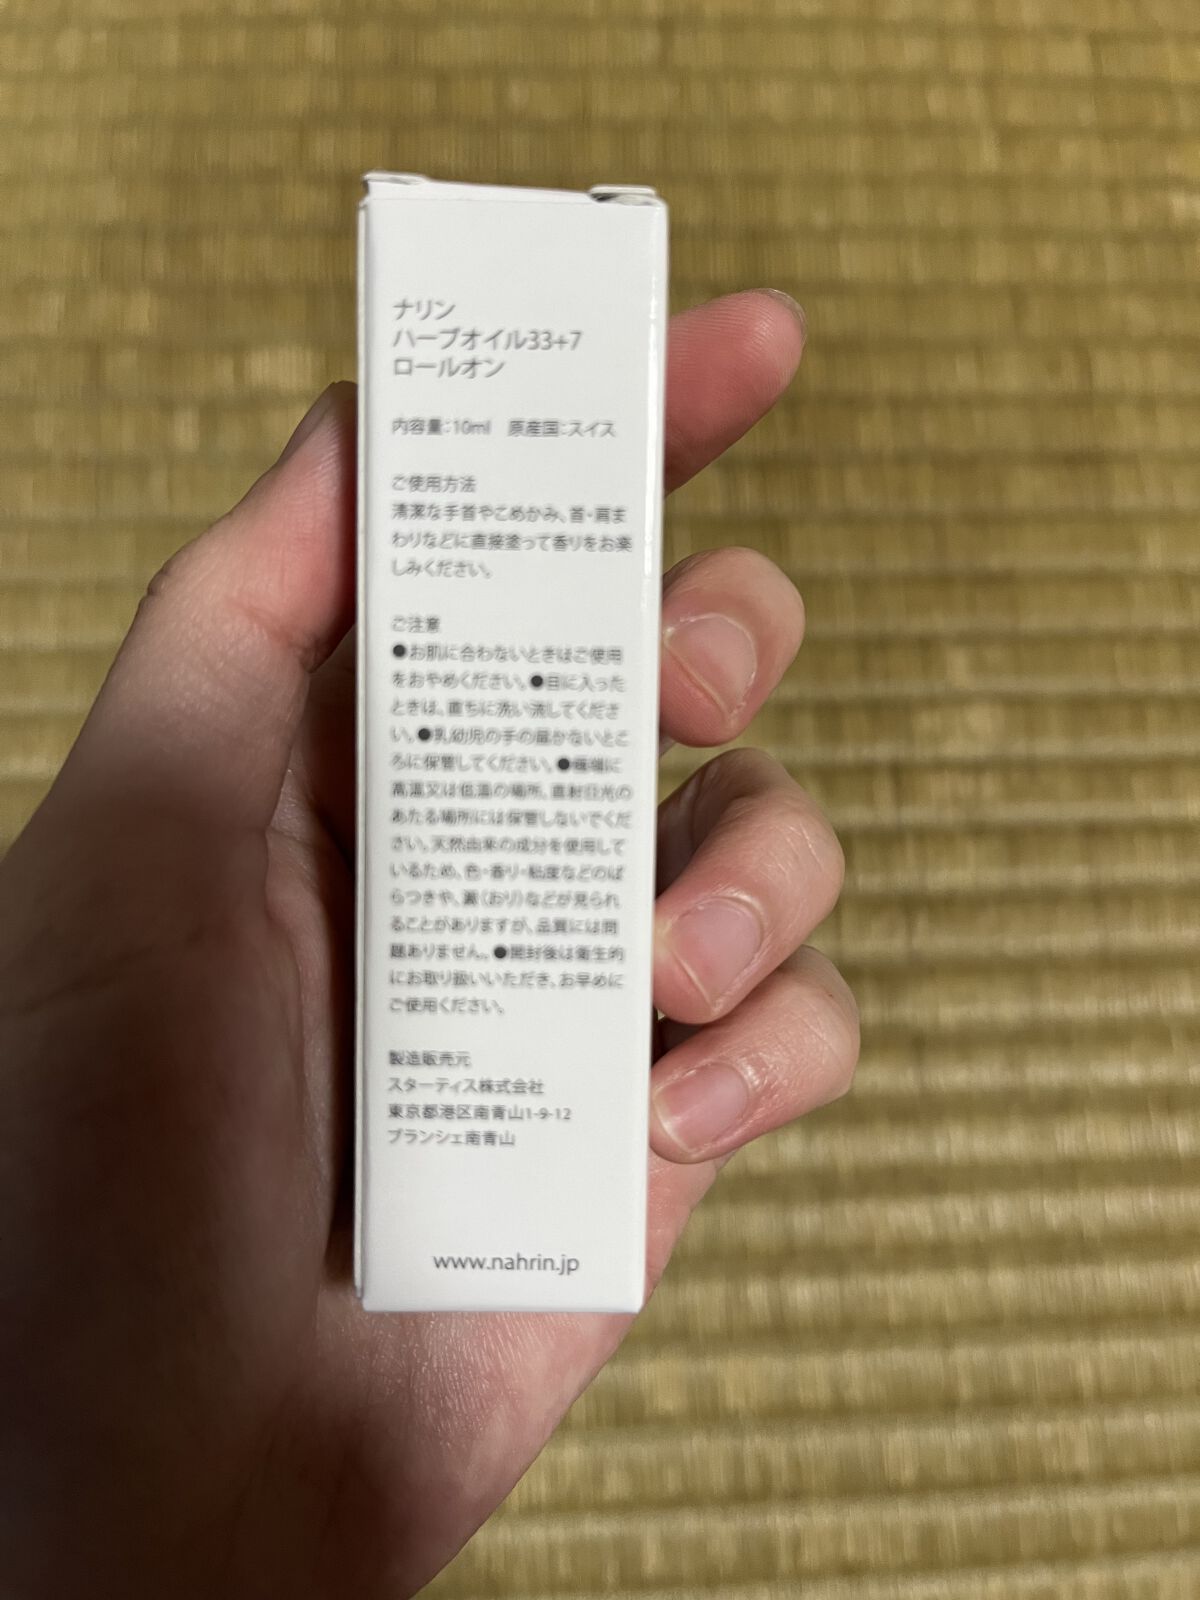 ナリン
ハーブオイル33+7
ロールオン
内容量：10ml　原産国：スイス
ご使用方法
清潔な手首やこめかみ、首・肩ま
わりなどに直接塗って香りをお楽
しみください。
ご注意
●お肌に合わないときはご使用
をおやめください。●目に入った
ときは、直ちに洗い流してくださ
い。●乳幼児の手の届かないとこ
ろに保管してください。●極端に
高温又は低温の場所、直射日光の
あたる場所には保管しないでくだ
さい。天然由来の成分を使用して
いるため、色・香り・粘度などのば
らつきや、澱（おり）などが見られ
ることがありますが、品質には問
題ありません。●開封後は衛生的
にお取り扱いいただき、お早めに
ご使用ください。
製造販売元
スターティス株式会社
東京都港区南青山1-9-12
ブランシェ南青山
www.nahrin.jp